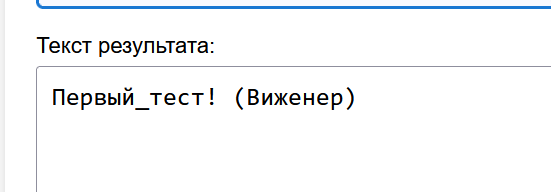 Текст результата:
Первый_тест! (Виженер)